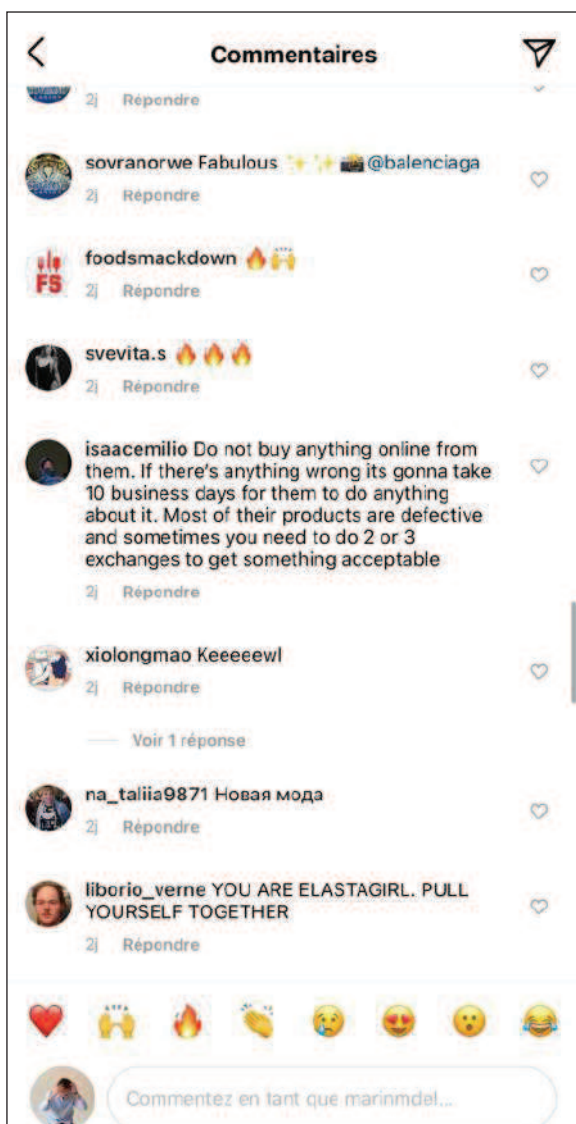 Commentaires
2j Répondre
sovranorwe Fabulous ✨✨📸@balenciaga
2j Répondre
FS
foodsmackdown 🔥🙌
2j Répondre
svevita.s 🔥🔥🔥
2j Répondre
isaacemilio Do not buy anything online from
them. If there's anything wrong its gonna take
10 business days for them to do anything
about it. Most of their products are defective
and sometimes you need to do 2 or 3
exchanges to get something acceptable
2j Répondre
xiolongmao Keeeeewl
2j Répondre
Voir 1 réponse
na_taliia9871 Новая мода
2j Répondre
liborio_verne YOU ARE ELASTAGIRL. PULL
YOURSELF TOGETHER
2j Répondre
❤️ 🙌 🔥 👏 😢 😍 😮 😂
Commentez en tant que marinmdel...